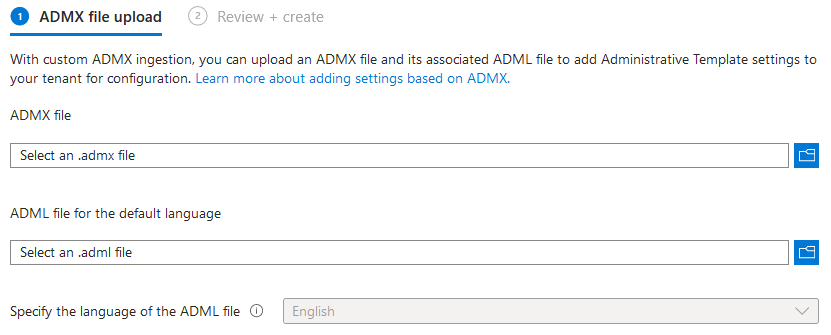 1 ADMX file upload 2 Review + create
With custom ADMX ingestion, you can upload an ADMX file and its associated ADML file to add Administrative Template settings to
your tenant for configuration. Learn more about adding settings based on ADMX.
ADMX file
Select an .admx file
ADML file for the default language
Select an .adml file
Specify the language of the ADML file English